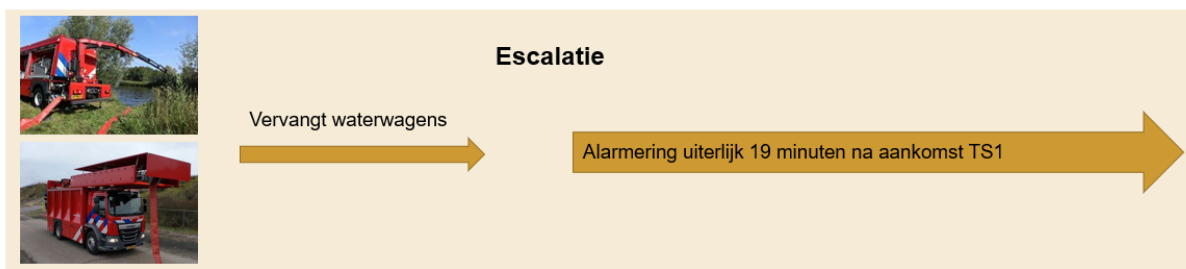 Escalatie
Vervangt waterwagens
Alarmering uiterlijk 19 minuten na aankomst TS1